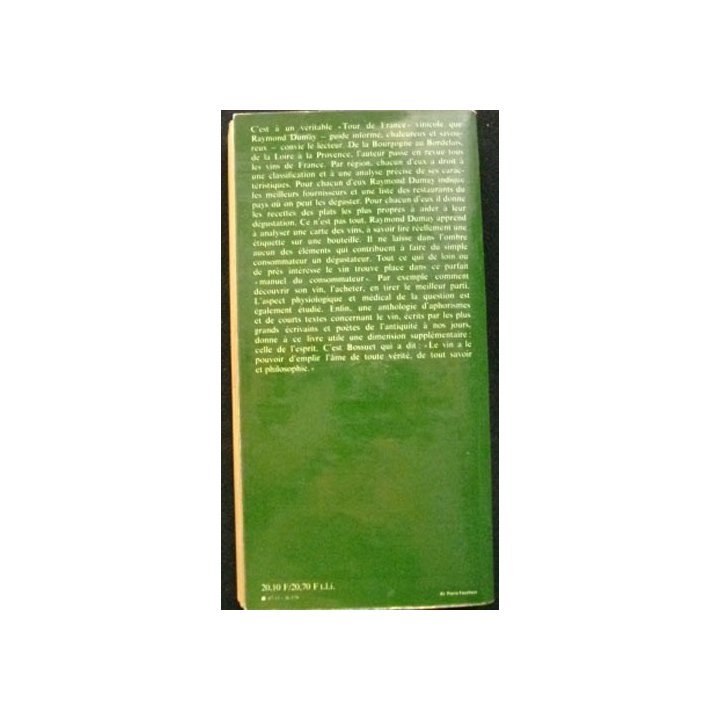 C'est à un véritable «Tour de France» vinicole que
Raymond Dumay – guide informé, chaleureux et savou-
reux – convie le lecteur. De la Bourgogne au Bordelais,
de la Loire à la Provence, l'auteur passe en revue tous
les vins de France. Par région, chacun d'eux a droit à
une classification et à une analyse précise de ses carac-
téristiques. Pour chacun d'eux Raymond Dumay indique
les meilleurs fournisseurs et une liste des restaurants du
pays où on peut les déguster. Pour chacun d'eux il donne
les recettes des plats les plus propres à aider à leur
dégustation. Ce n'est pas tout. Raymond Dumay apprend
à analyser une carte des vins, à savoir lire réellement une
étiquette sur une bouteille. Il ne laisse dans l'ombre
aucun des éléments qui contribuent à faire du simple
consommateur un dégustateur. Tout ce qui de loin ou
de près intéresse le vin trouve place dans ce parfait
«manuel du consommateur». Par exemple comment
découvrir son vin, l'acheter, en tirer le meilleur parti.
L'aspect physiologique et médical de la question est
également étudié. Enfin, une anthologie d'aphorismes
et de courts textes concernant le vin, écrits par les plus
grands écrivains et poètes de l'antiquité à nos jours,
donne à ce livre utile une dimension supplémentaire:
celle de l'esprit. C'est Bossuet qui a dit: «Le vin a le
pouvoir d'emplir l'âme de toute vérité, de tout savoir
et philosophie.»
20,10 F/20,70 F t.l.i.